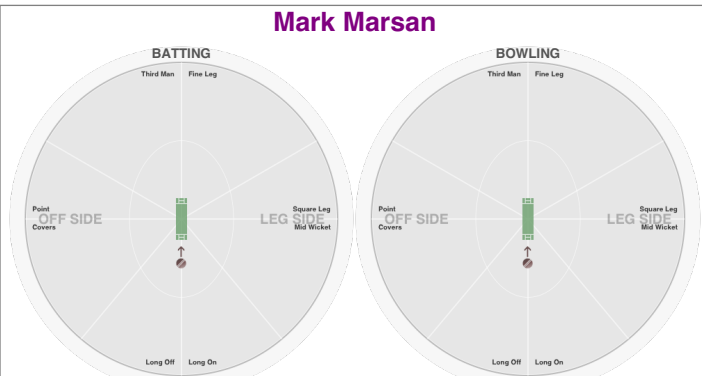 Mark Marsan
BATTING
Third Man Fine Leg
Point
OFF SIDE
Covers
Square Leg
LEG SIDE
Mid Wicket
Long Off Long On
BOWLING
Third Man Fine Leg
Point
OFF SIDE
Covers
Square Leg
LEG SIDE
Mid Wicket
Long Off Long On